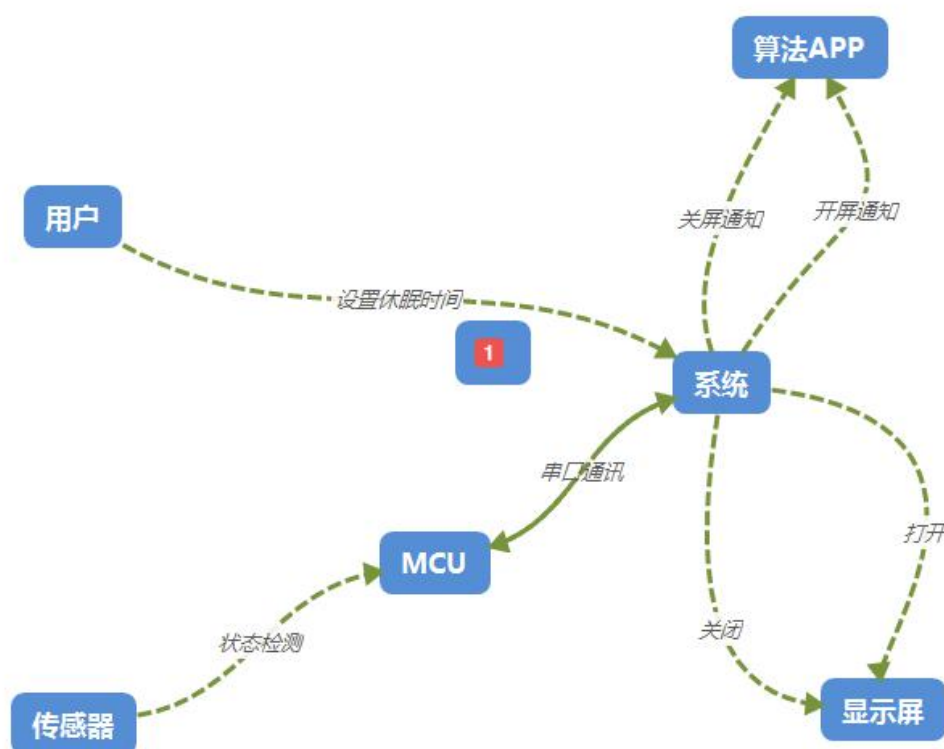 算法APP
用户
关屏通知
开屏通知
设置休眠时间
1
系统
串口通讯
打开
MCU
关闭
状态检测
显示屏
传感器